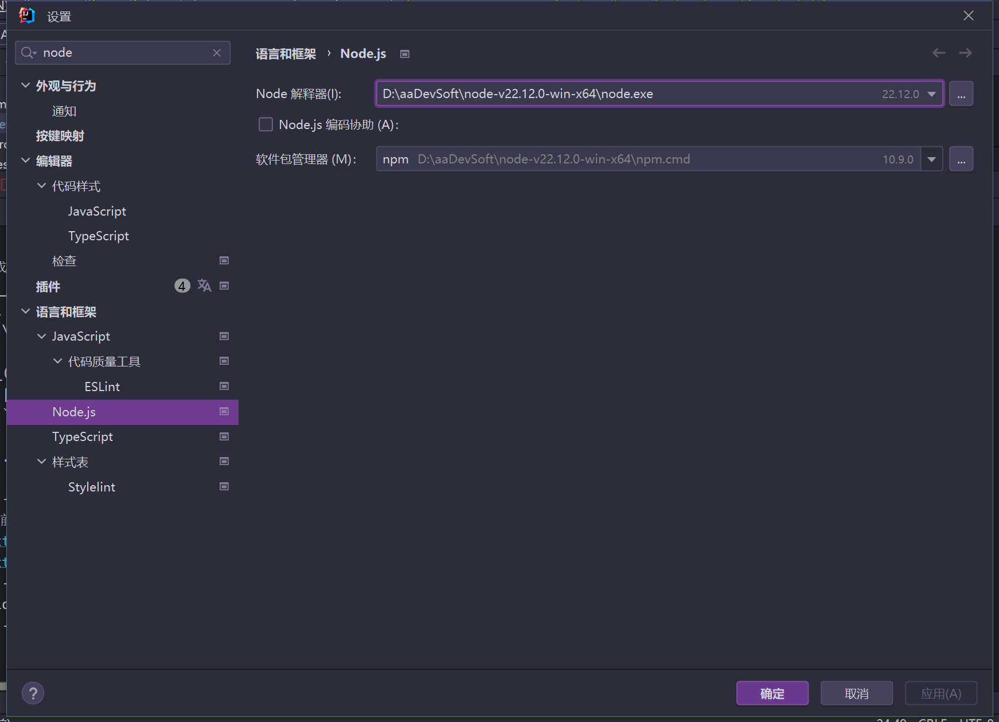 设置
node
语言和框架 › Node.js
外观与行为
通知
按键映射
编辑器
代码样式
JavaScript
TypeScript
检查
插件 4
语言和框架
JavaScript
代码质量工具
ESLint
Node.js
TypeScript
样式表
Stylelint
Node 解释器(I): D:\aaDevSoft\node-v22.12.0-win-x64\node.exe 22.12.0 ...
Node.js 编码协助 (A):
软件包管理器 (M): npm D:\aaDevSoft\node-v22.12.0-win-x64\npm.cmd 10.9.0 ...
?
确定 取消 应用(A)